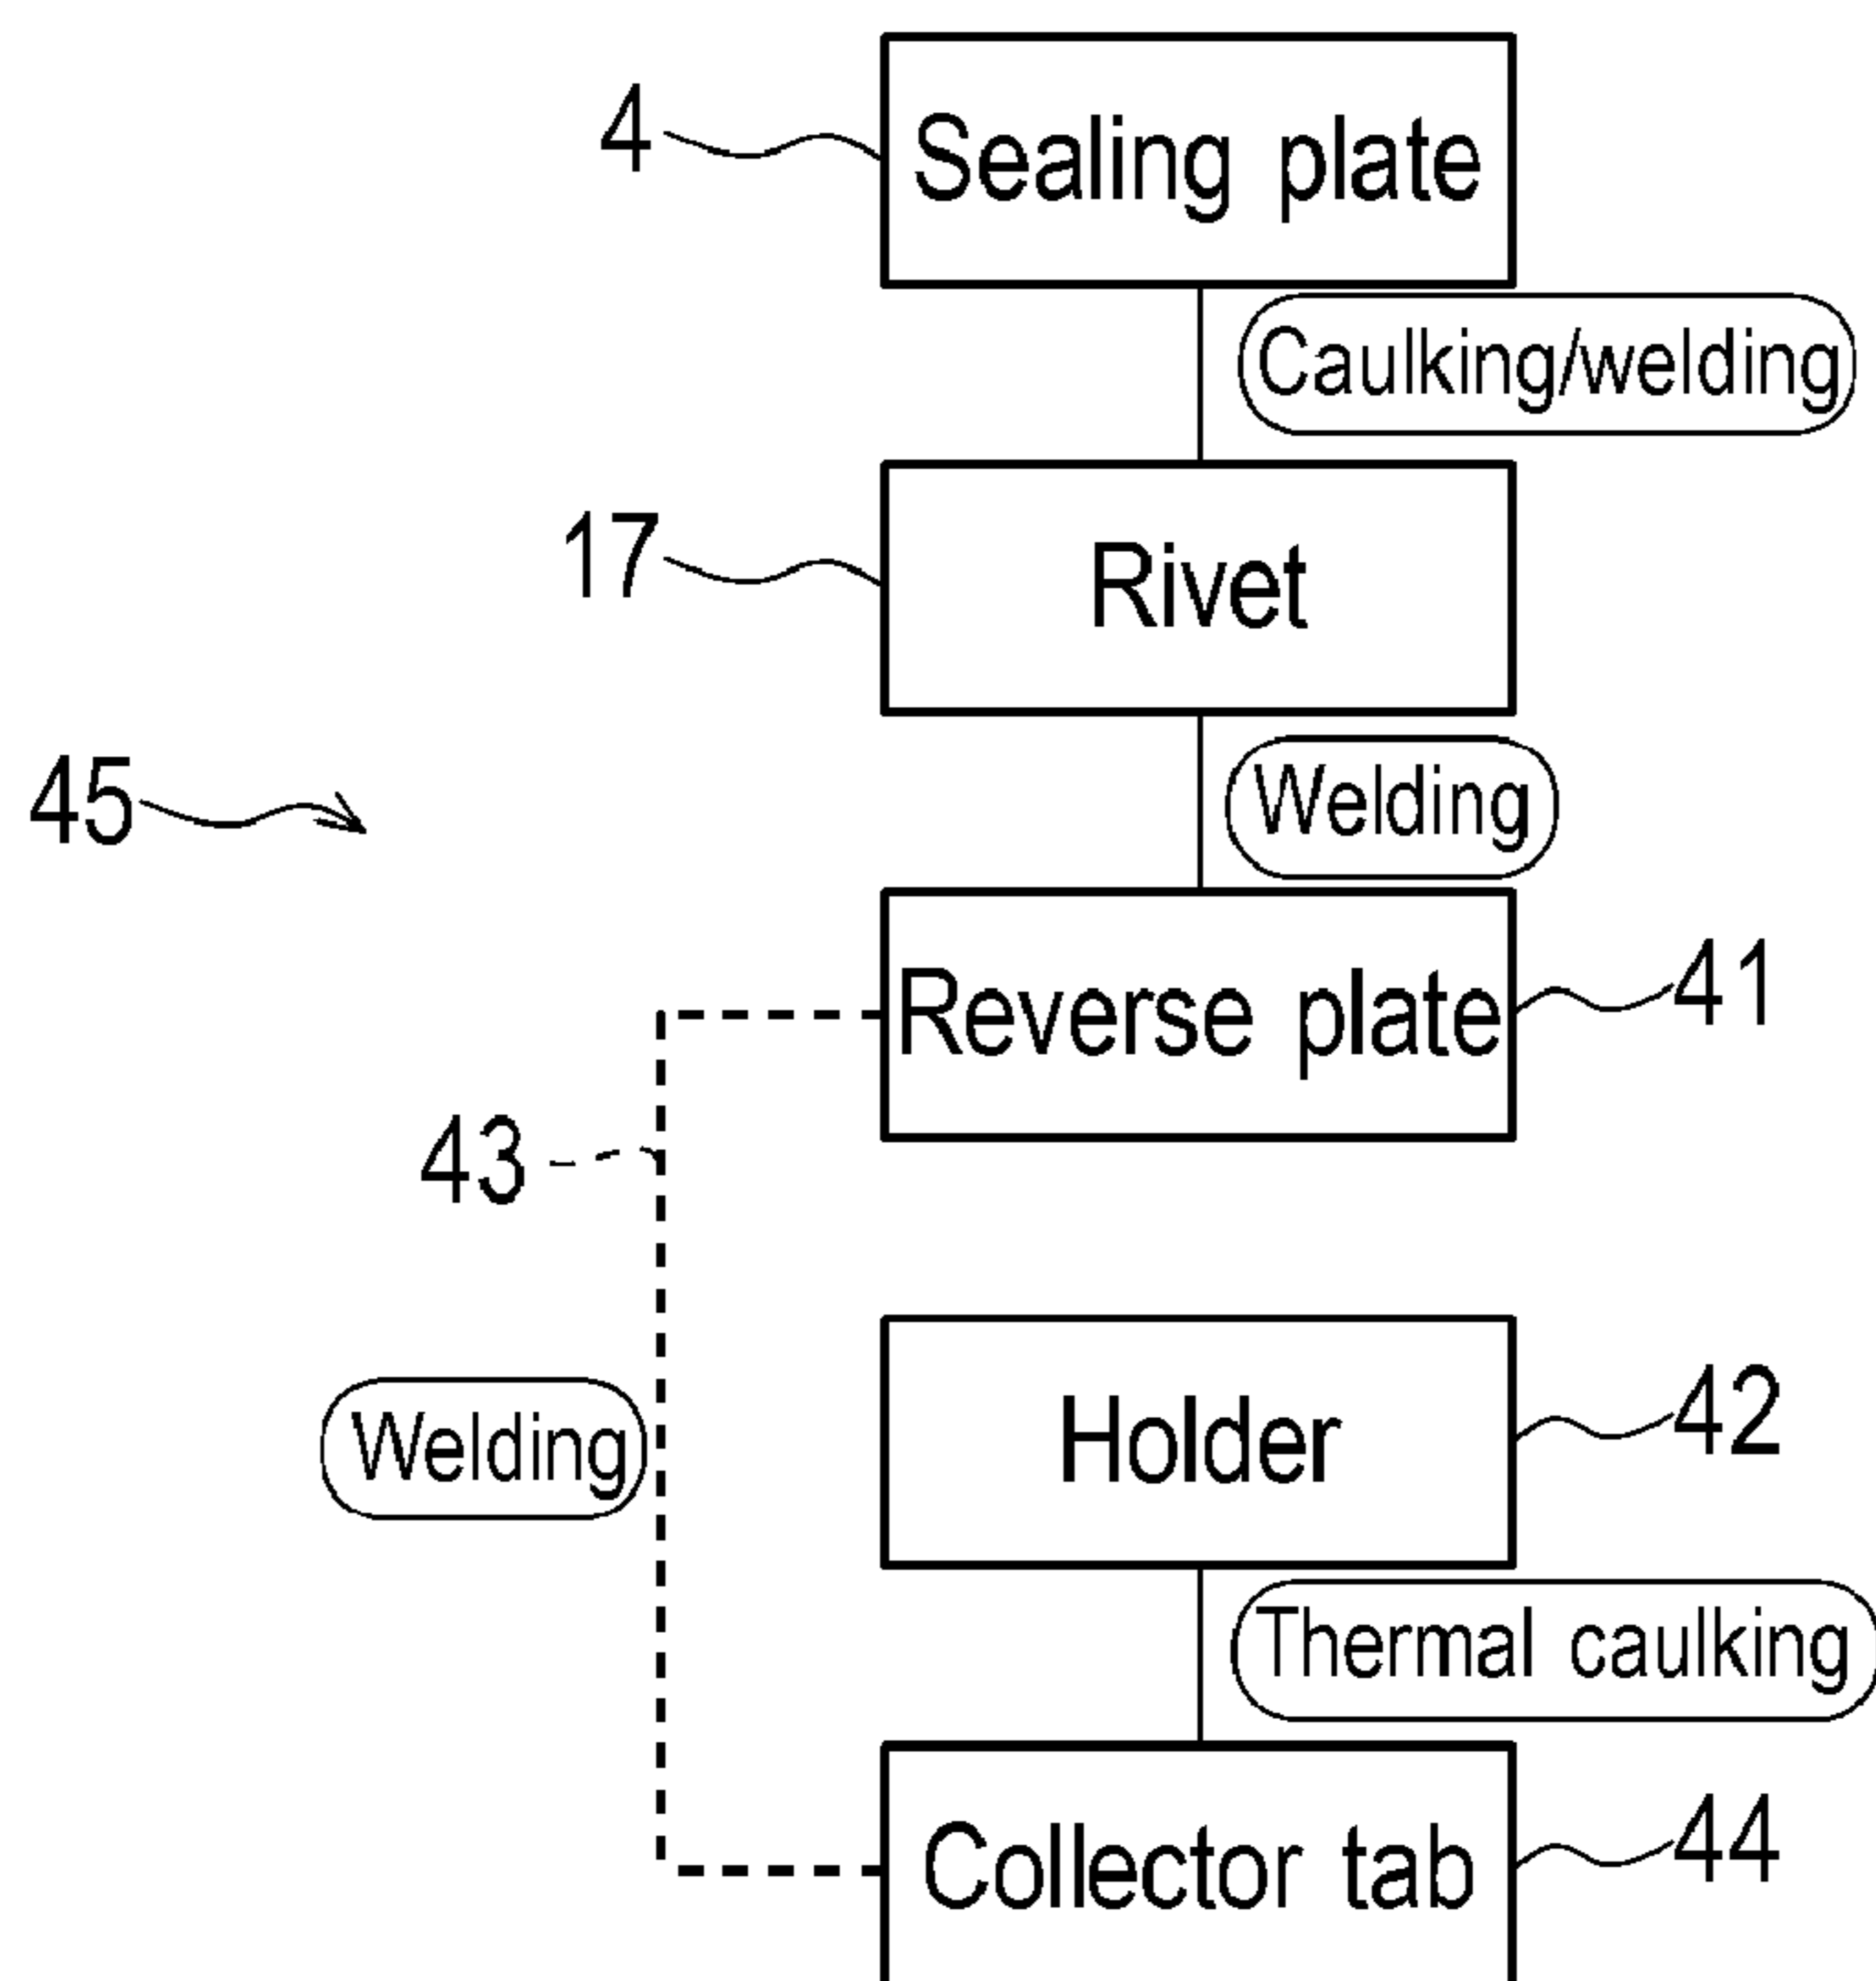 4
Sealing plate
Caulking/welding
17
Rivet
45
Welding
Reverse plate
41
43
Holder
42
Welding
Thermal caulking
Collector tab
44